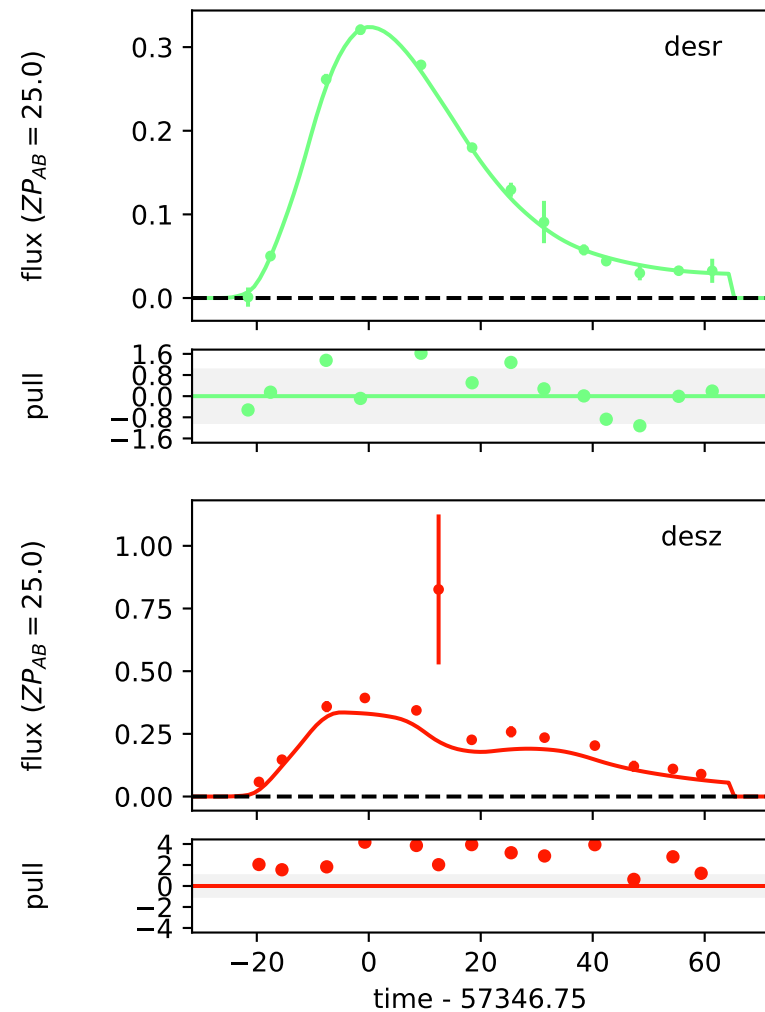 desr
flux (ZP_AB = 25.0)
0.3
0.2
0.1
0.0
pull
1.6
0.8
0.0
−0.8
−1.6
desz
flux (ZP_AB = 25.0)
1.00
0.75
0.50
0.25
0.00
pull
4
2
0
−2
−4
−20 0 20 40 60
time - 57346.75